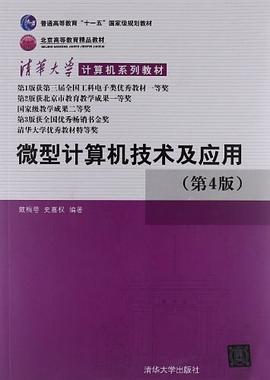 普通高等教育“十一五”国家级规划教材
北京高等教育精品教材
清华大学 计算机系列教材
第1版获第三届全国工科电子类优秀教材一等奖
第2版获北京市教育教学成果一等奖
国家级教学成果二等奖
第3版获全国优秀畅销书金奖
清华大学优秀教材特等奖
微型计算机技术及应用
（第4版）
戴梅萼 史嘉权 编著
清华大学出版社